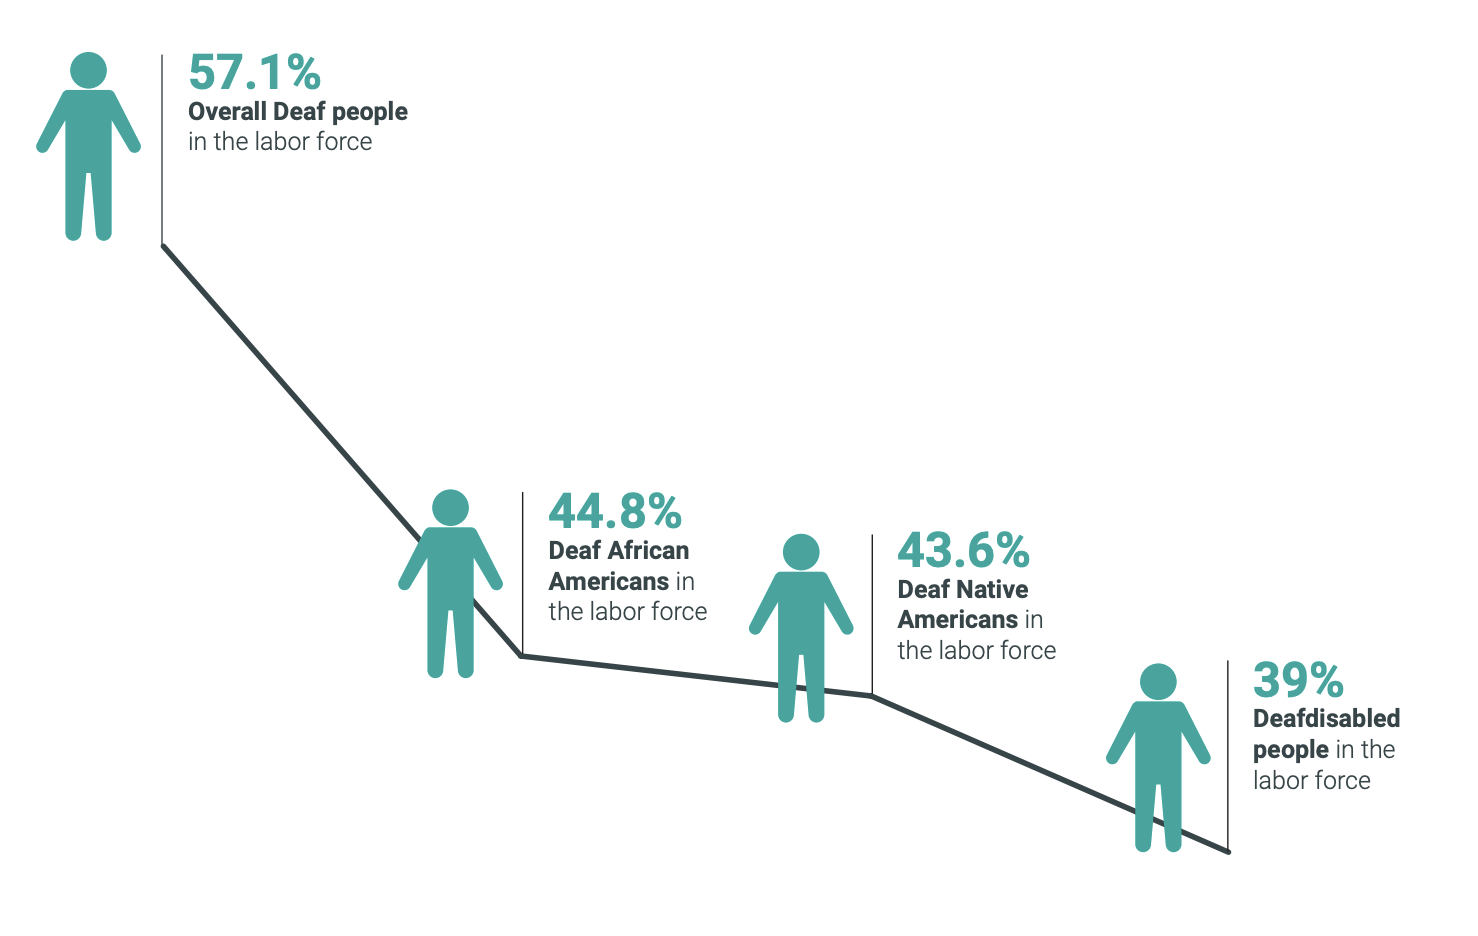 57.1%
Overall Deaf people
in the labor force
44.8%
Deaf African
Americans in
the labor force
43.6%
Deaf Native
Americans in
the labor force
39%
Deafdisabled
people in the
labor force